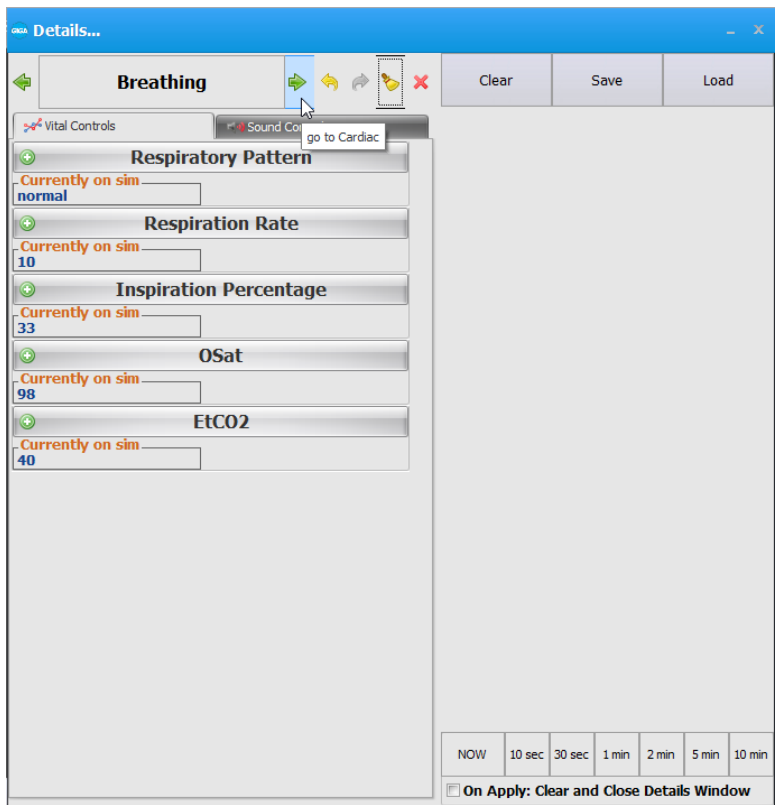 GIGA Details...
Breathing
Clear Save Load
Vital Controls
Sound Co
go to Cardiac
Respiratory Pattern
Currently on sim
normal
Respiration Rate
Currently on sim
10
Inspiration Percentage
Currently on sim
33
OSat
Currently on sim
98
EtCO2
Currently on sim
40
NOW 10 sec 30 sec 1 min 2 min 5 min 10 min
On Apply: Clear and Close Details Window